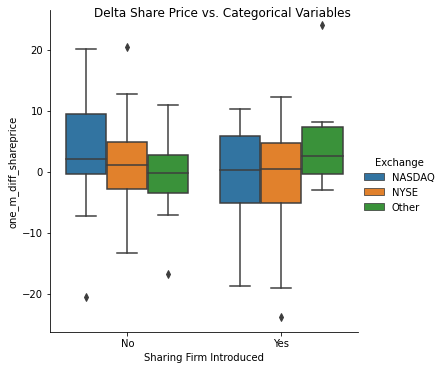 Delta Share Price vs. Categorical Variables
one_m_diff_shareprice
20
10
0
−10
−20
No
Yes
Sharing Firm Introduced
Exchange
NASDAQ
NYSE
Other